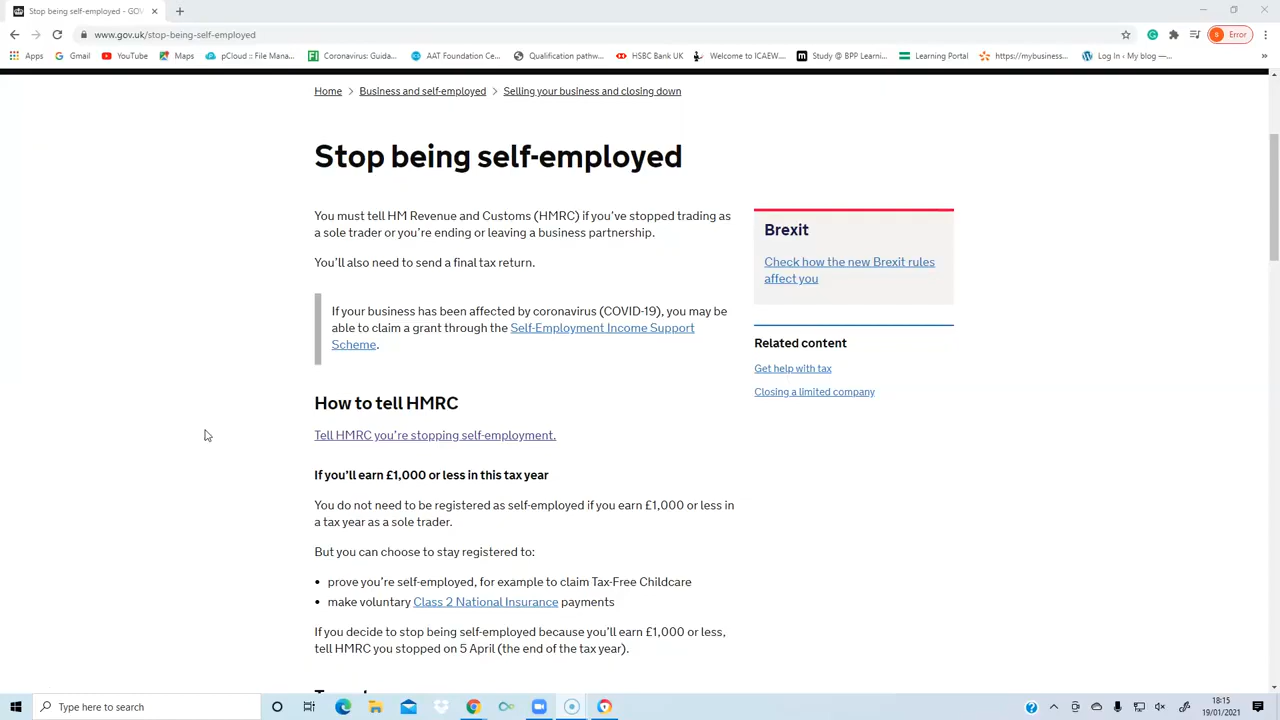 Stop being self-employed - GOV
www.gov.uk/stop-being-self-employed
S Error
Apps Gmail YouTube Maps pCloud :: File Mana... Coronavirus: Guida... AAT Foundation Ce... Qualification pathw... HSBC Bank UK Welcome to ICAEW... Study @ BPP Learni... Learning Portal https://mybusiness... Log In ‹ My blog —... »
Home > Business and self-employed > Selling your business and closing down
Stop being self-employed
You must tell HM Revenue and Customs (HMRC) if you've stopped trading as
a sole trader or you're ending or leaving a business partnership.
You'll also need to send a final tax return.
If your business has been affected by coronavirus (COVID-19), you may be
able to claim a grant through the Self-Employment Income Support
Scheme.
How to tell HMRC
Tell HMRC you're stopping self-employment.
If you'll earn £1,000 or less in this tax year
You do not need to be registered as self-employed if you earn £1,000 or less in
a tax year as a sole trader.
But you can choose to stay registered to:
• prove you're self-employed, for example to claim Tax-Free Childcare
• make voluntary Class 2 National Insurance payments
If you decide to stop being self-employed because you'll earn £1,000 or less,
tell HMRC you stopped on 5 April (the end of the tax year).
Brexit
Check how the new Brexit rules
affect you
Related content
Get help with tax
Closing a limited company
Type here to search
18:15
19/01/2021